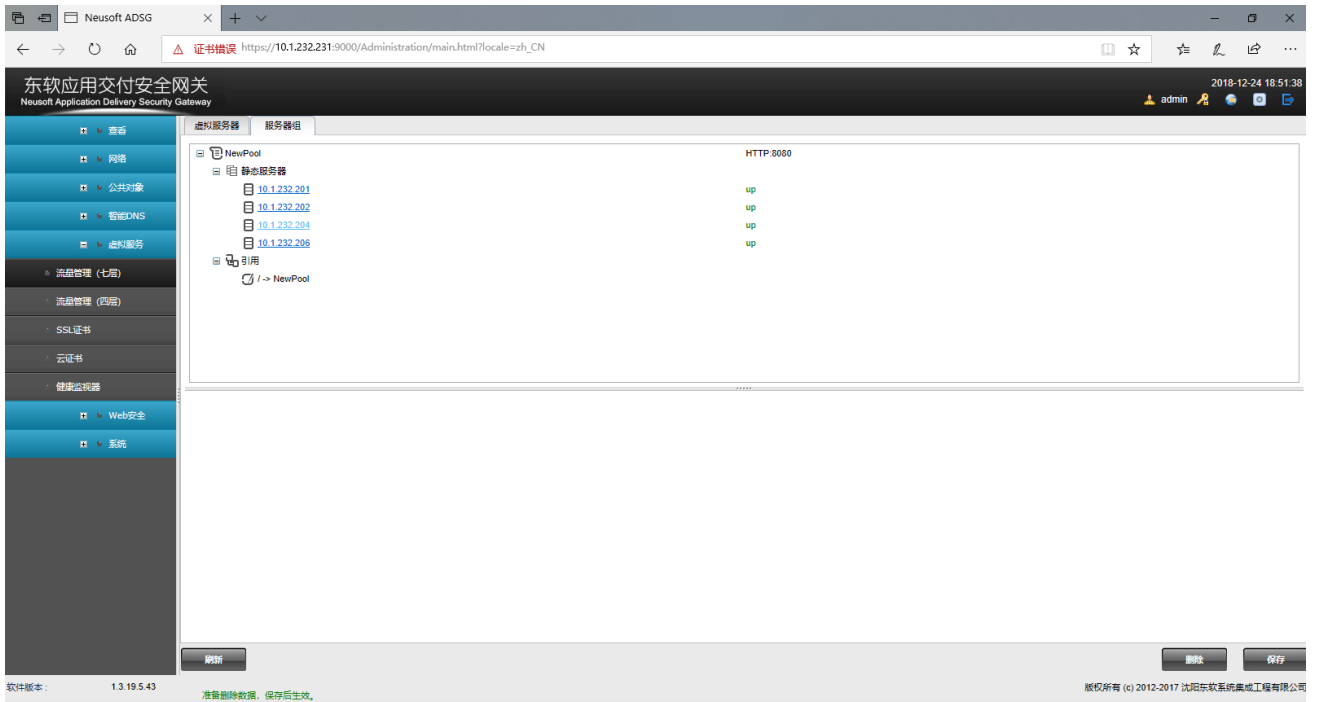 Neusoft ADSG
证书错误 https://10.1.232.231:9000/Administration/main.html?locale=zh_CN
东软应用交付安全网关
Neusoft Application Delivery Security Gateway
2018-12-24 18:51:38
admin
查看
网络
公共对象
智能DNS
虚拟服务
流量管理 (七层)
流量管理 (四层)
SSL证书
云证书
健康监视器
Web安全
系统
虚拟服务器 服务器组
NewPool HTTP:8080
静态服务器
10.1.232.201 up
10.1.232.202 up
10.1.232.204 up
10.1.232.206 up
引用
/ -> NewPool
刷新 删除 保存
软件版本: 1.3.19.5.43
准备删除数据，保存后生效。
版权所有 (c) 2012-2017 沈阳东软系统集成工程有限公司